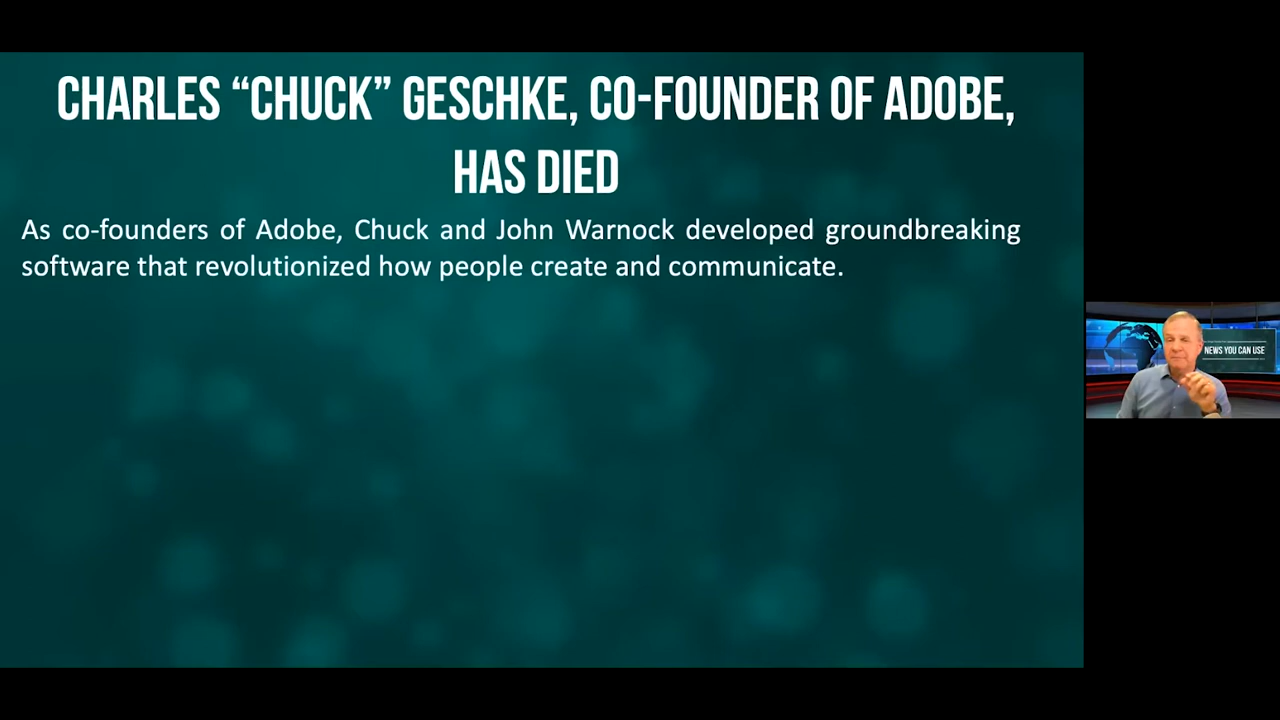 CHARLES “CHUCK” GESCHKE, CO-FOUNDER OF ADOBE,
HAS DIED
As co-founders of Adobe, Chuck and John Warnock developed groundbreaking
software that revolutionized how people create and communicate.
NEWS YOU CAN USE